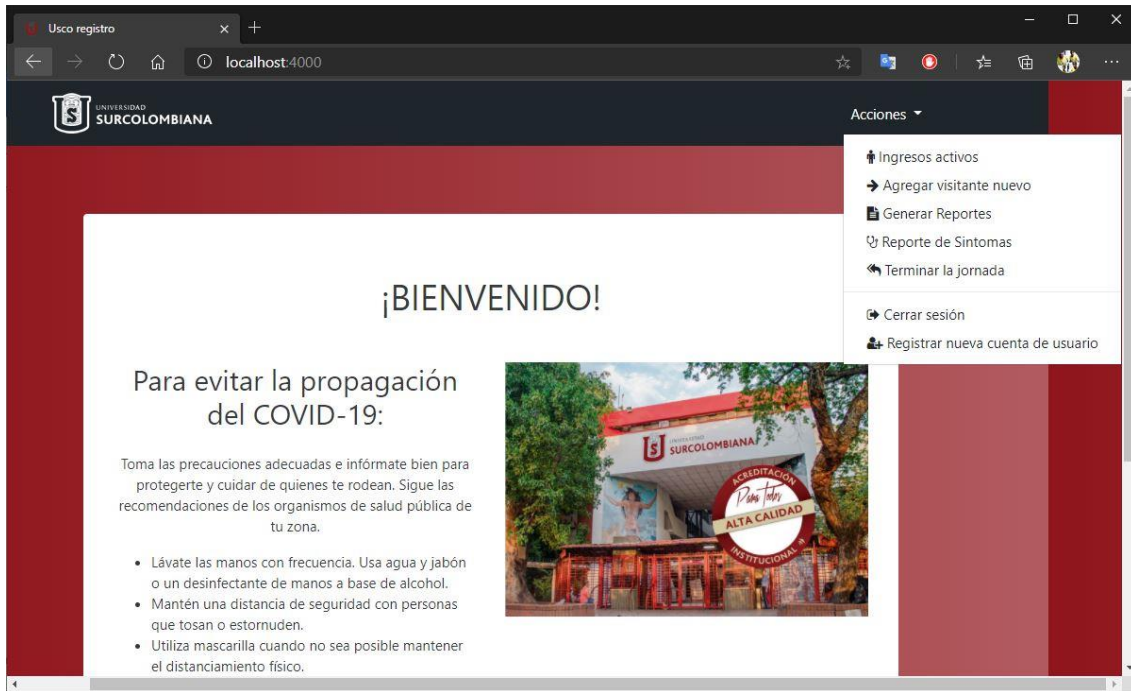 Usco registro
localhost:4000
UNIVERSIDAD
SURCOLOMBIANA
Acciones
Ingresos activos
Agregar visitante nuevo
Generar Reportes
Reporte de Sintomas
Terminar la jornada
Cerrar sesión
Registrar nueva cuenta de usuario
¡BIENVENIDO!
Para evitar la propagación
del COVID-19:
Toma las precauciones adecuadas e infórmate bien para
protegerte y cuidar de quienes te rodean. Sigue las
recomendaciones de los organismos de salud pública de
tu zona.
• Lávate las manos con frecuencia. Usa agua y jabón
o un desinfectante de manos a base de alcohol.
• Mantén una distancia de seguridad con personas
que tosan o estornuden.
• Utiliza mascarilla cuando no sea posible mantener
el distanciamiento físico.
UNIVERSIDAD
SURCOLOMBIANA
ACREDITACIÓN
Para Todos
ALTA CALIDAD
INSTITUCIONAL